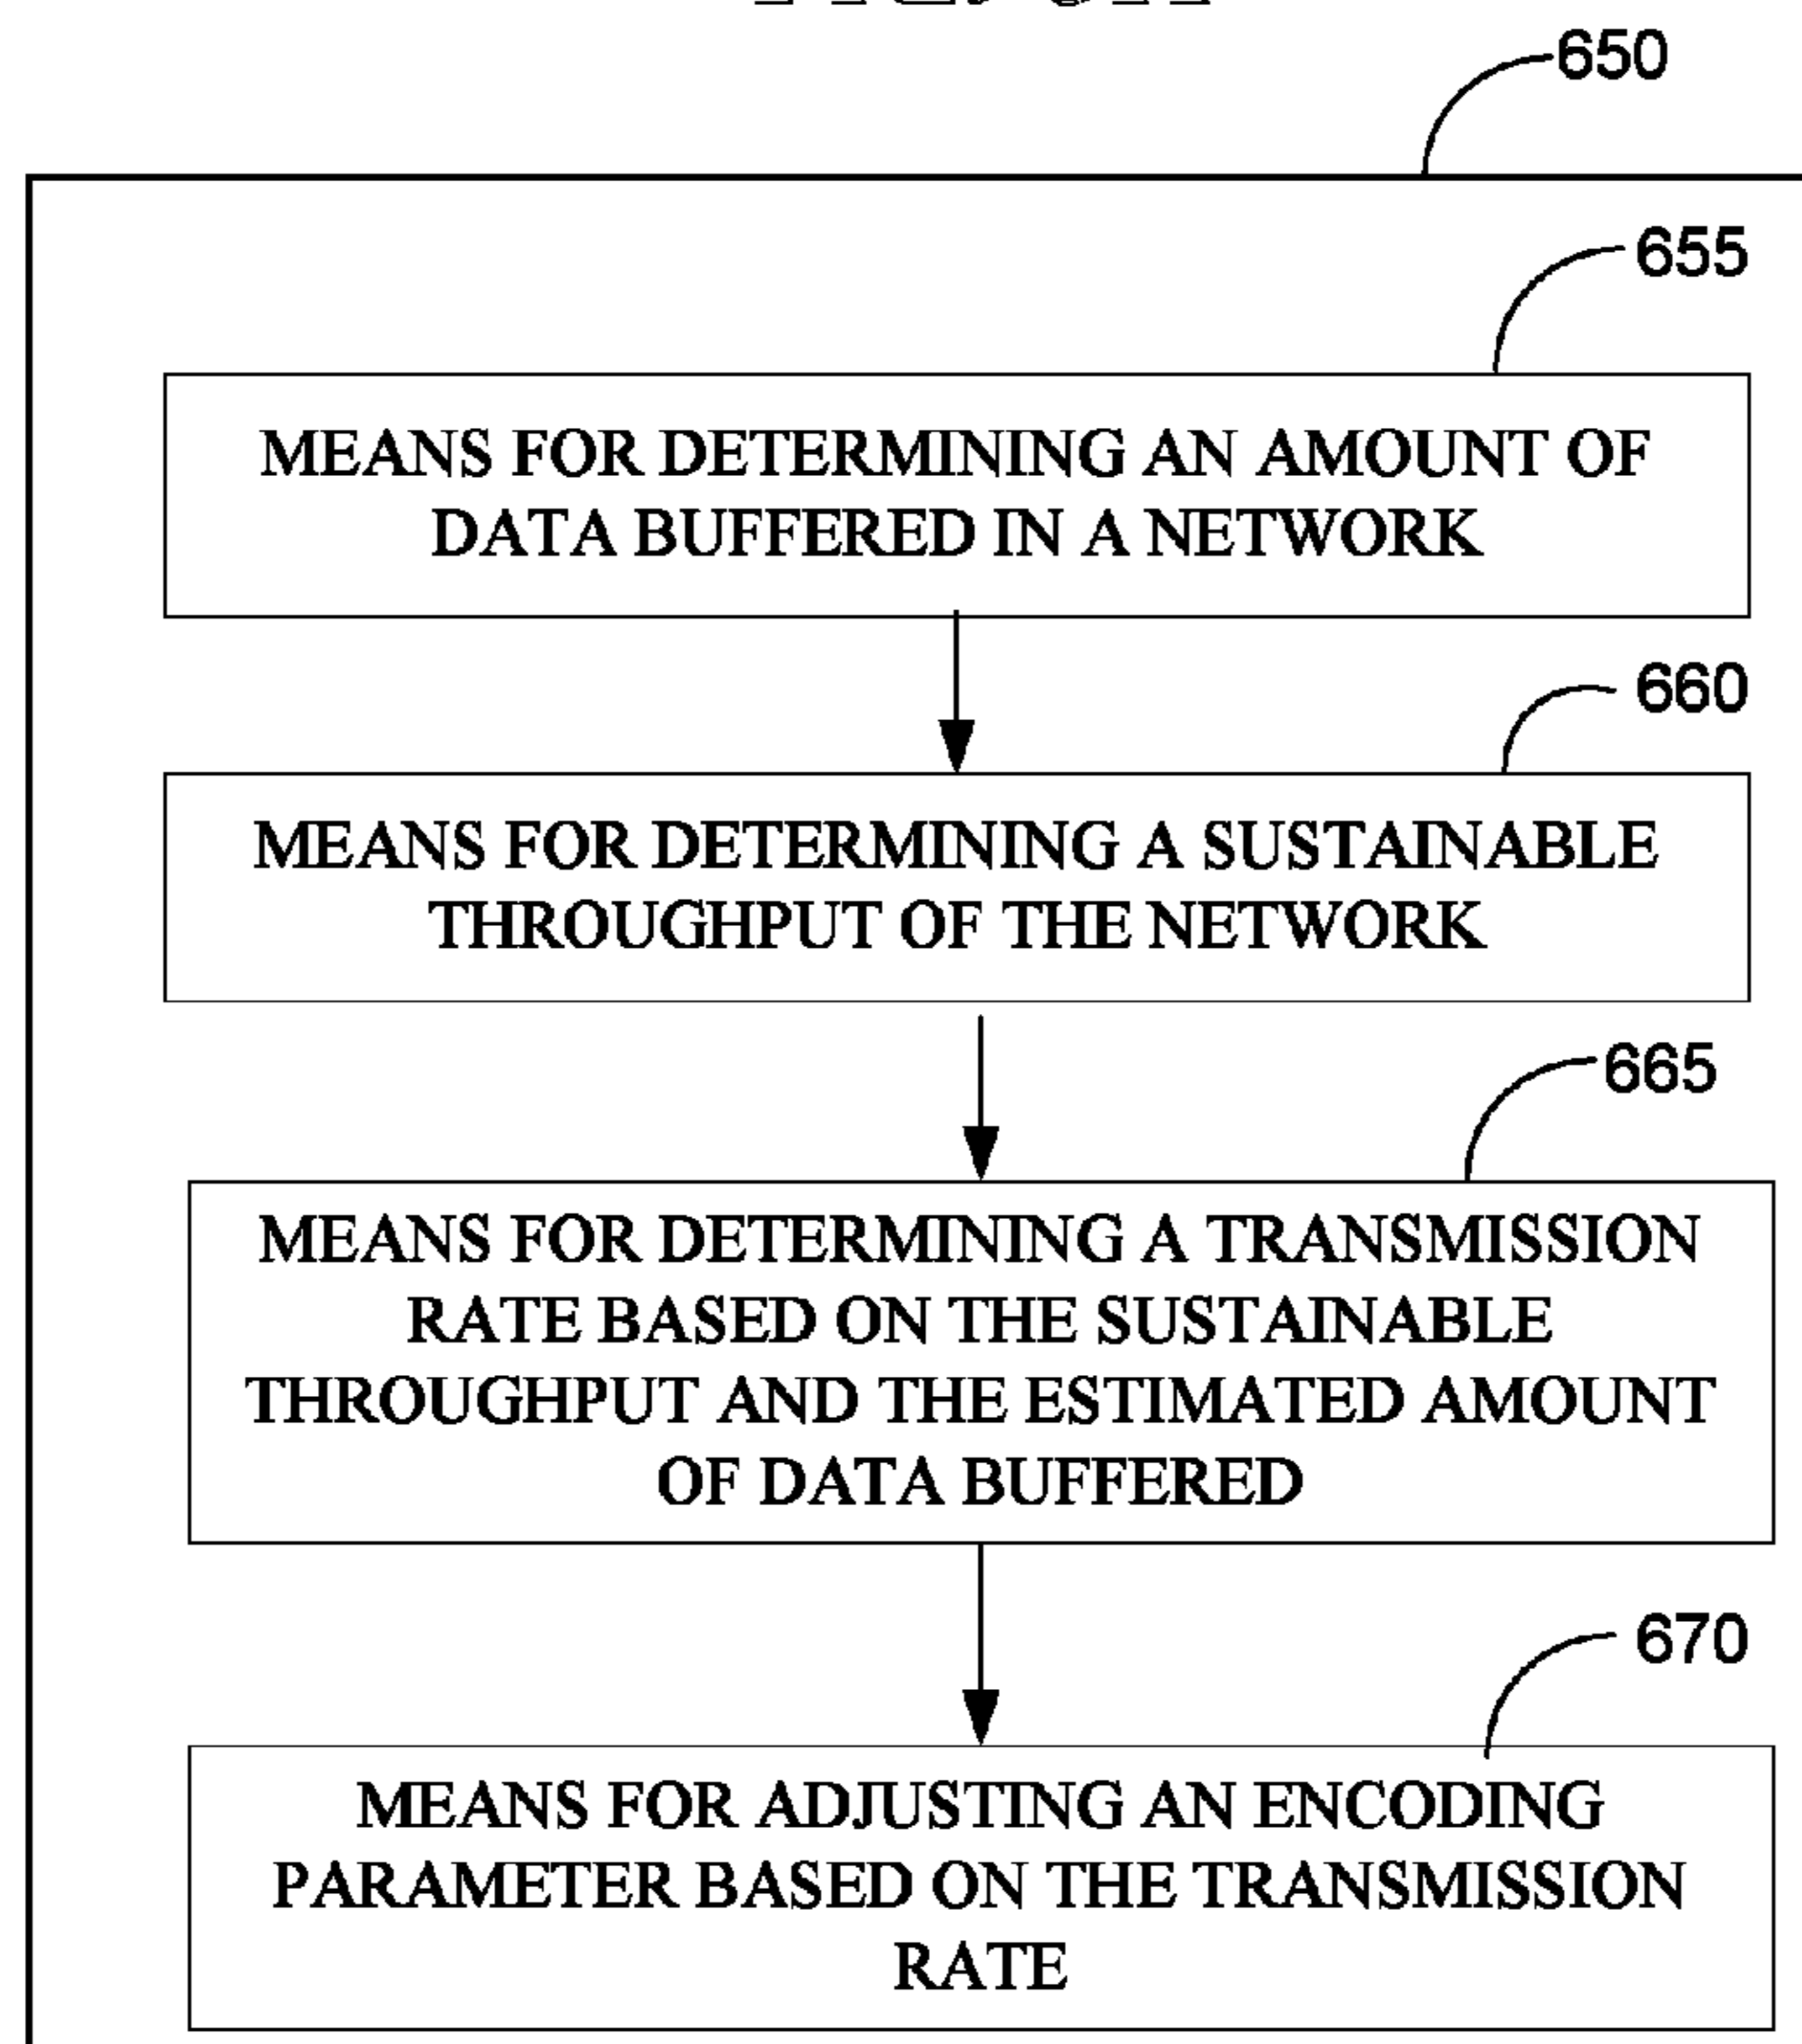 650
655
MEANS FOR DETERMINING AN AMOUNT OF
DATA BUFFERED IN A NETWORK
660
MEANS FOR DETERMINING A SUSTAINABLE
THROUGHPUT OF THE NETWORK
665
MEANS FOR DETERMINING A TRANSMISSION
RATE BASED ON THE SUSTAINABLE
THROUGHPUT AND THE ESTIMATED AMOUNT
OF DATA BUFFERED
670
MEANS FOR ADJUSTING AN ENCODING
PARAMETER BASED ON THE TRANSMISSION
RATE